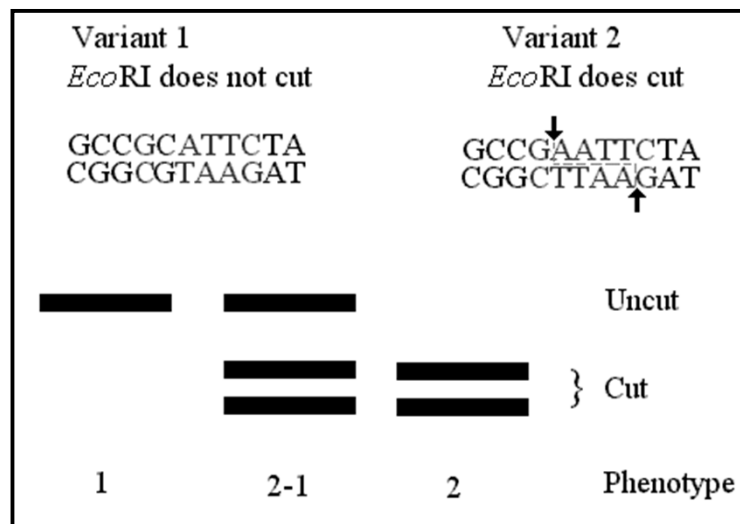 Variant 1
EcoRI does not cut
GCCGCATTCTA
CGGCGTAAGAT
Variant 2
EcoRI does cut
GCCGAATTCTA
CGGCTTAAGAT
Uncut
} Cut
1 2-1 2 Phenotype